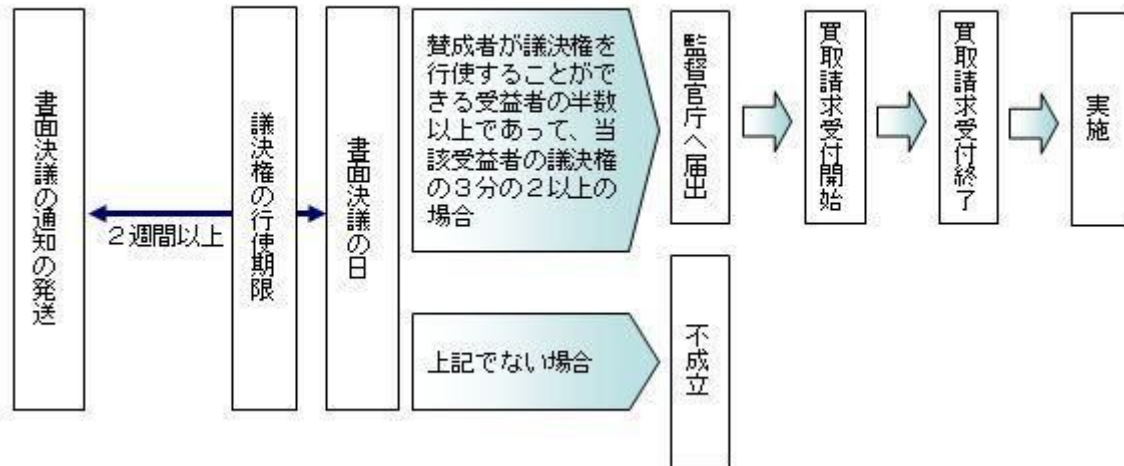 書面決議の通知の発送
２週間以上
議決権の行使期限
書面決議の日
賛成者が議決権を
行使することがで
きる受益者の半数
以上であって、当
該受益者の議決権
の３分の２以上の
場合
監督官庁へ届出
買取請求受付開始
買取請求受付終了
実施
上記でない場合
不成立